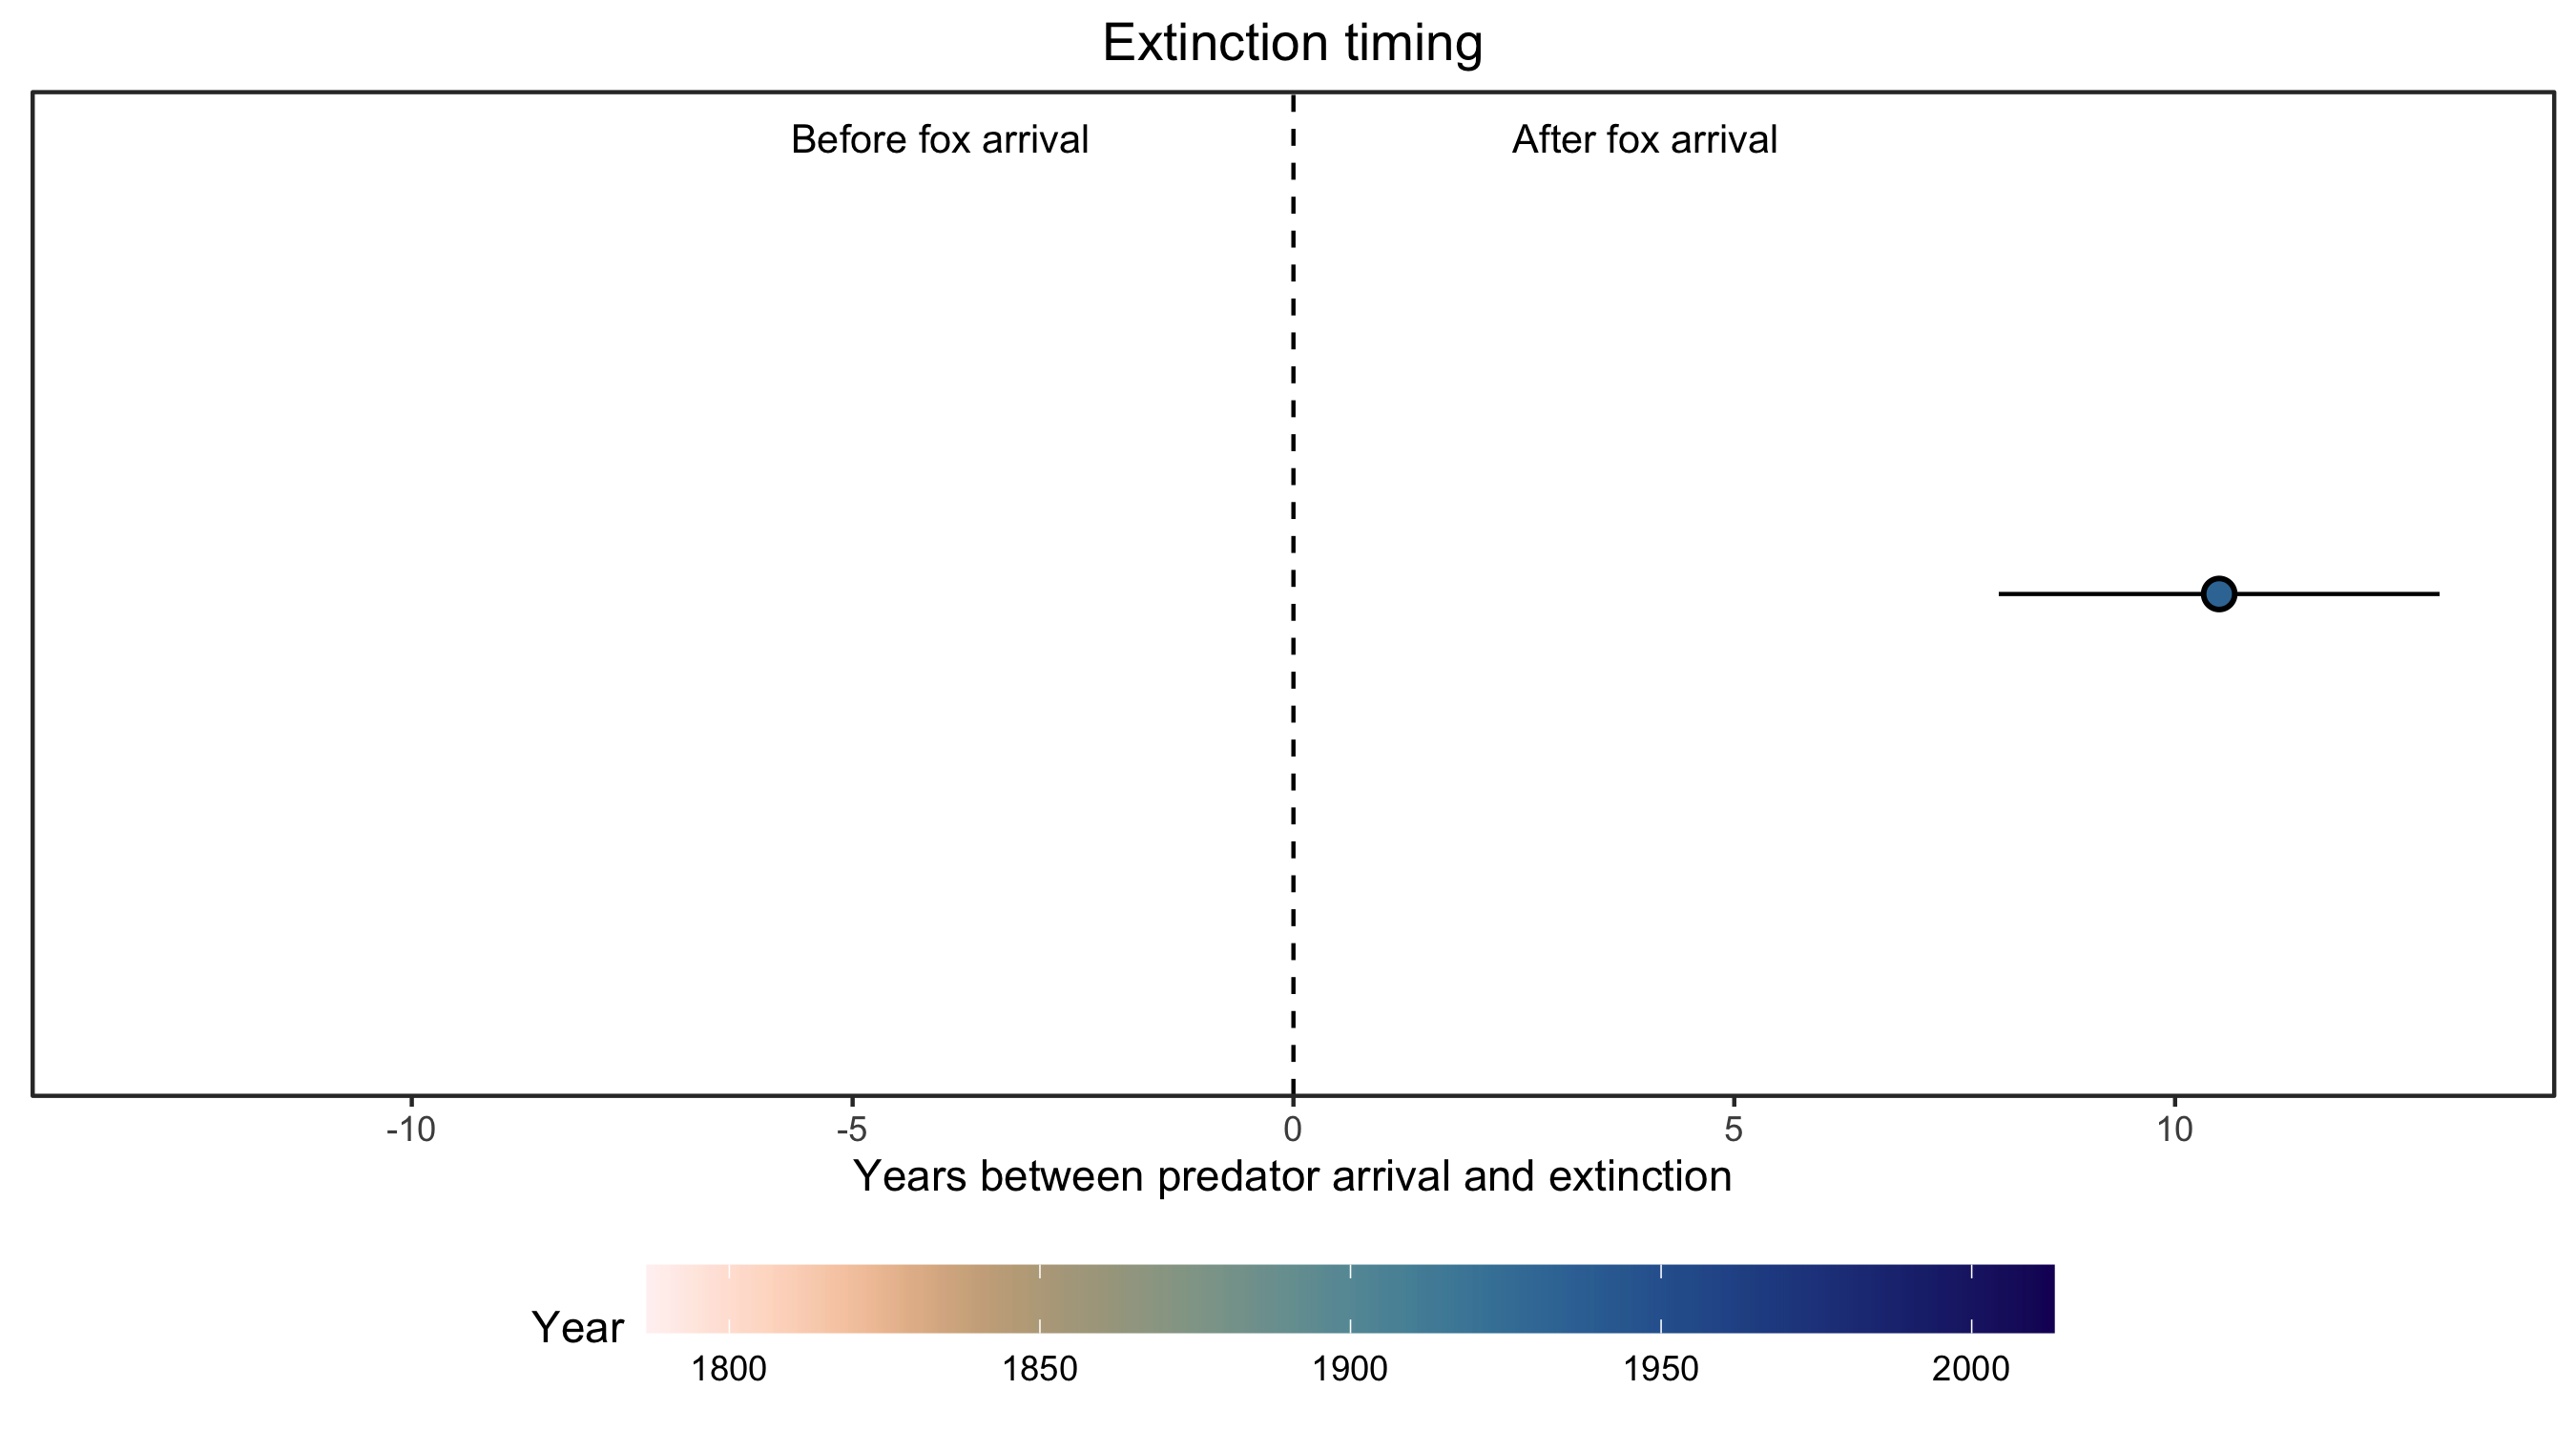 Extinction timing
Before fox arrival
After fox arrival
-10 -5 0 5 10
Years between predator arrival and extinction
Year
1800 1850 1900 1950 2000